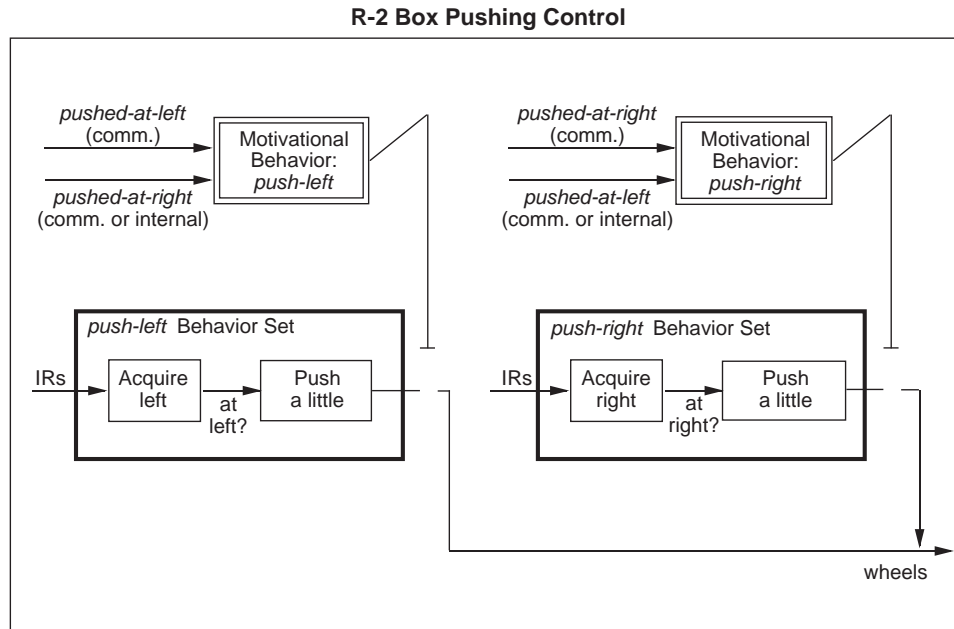 R-2 Box Pushing Control
pushed-at-left
(comm.)
pushed-at-right
(comm. or internal)
Motivational
Behavior:
push-left
pushed-at-right
(comm.)
pushed-at-left
(comm. or internal)
Motivational
Behavior:
push-right
push-left Behavior Set
IRs
Acquire
left
at
left?
Push
a little
push-right Behavior Set
IRs
Acquire
right
at
right?
Push
a little
wheels